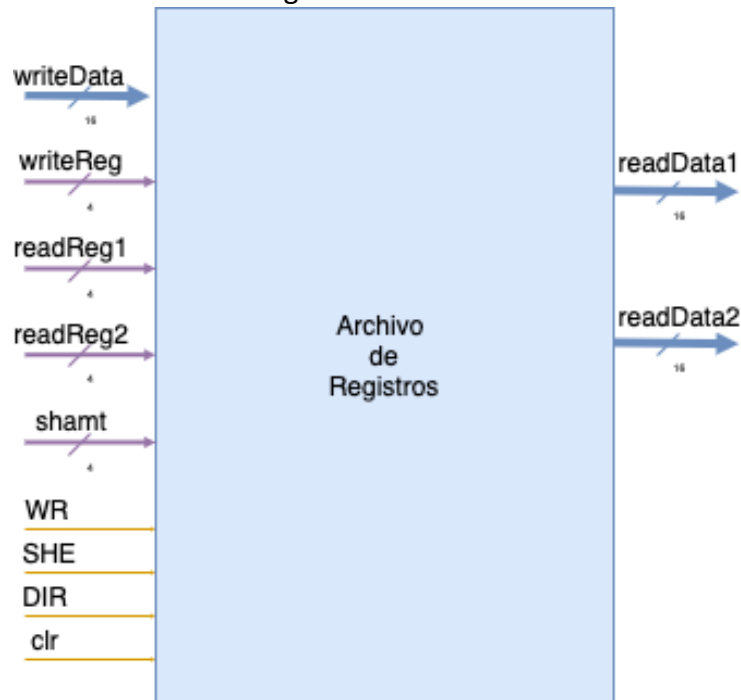 writeData
16
writeReg
4
readReg1
4
readReg2
4
shamt
4
WR
SHE
DIR
clr
Archivo
de
Registros
readData1
16
readData2
16